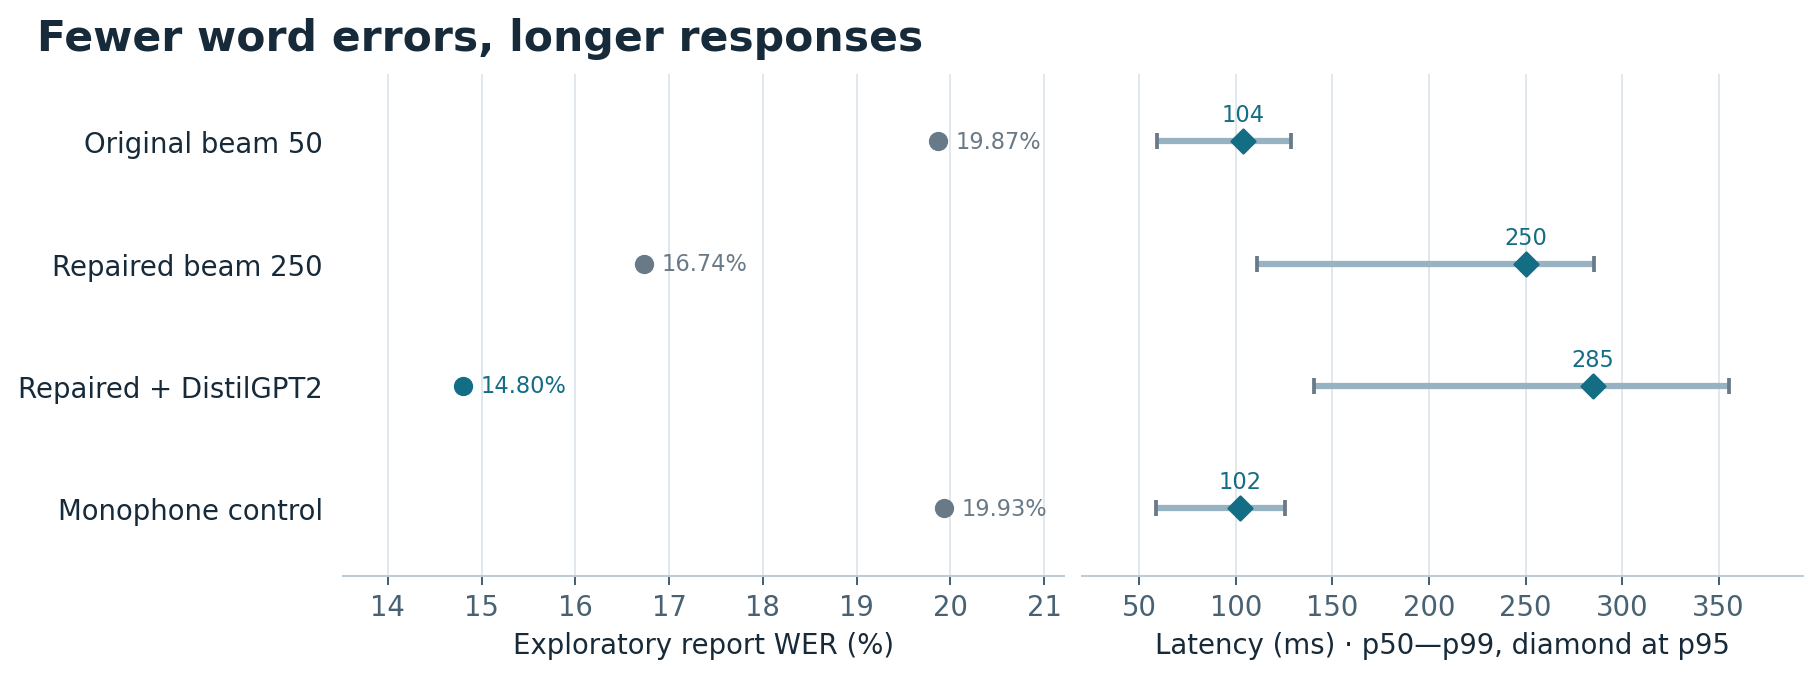 Fewer word errors, longer responses
Original beam 50
19.87%
104
Repaired beam 250
16.74%
250
Repaired + DistilGPT2
14.80%
285
Monophone control
19.93%
102
14 15 16 17 18 19 20 21
50 100 150 200 250 300 350
Exploratory report WER (%)
Latency (ms) · p50—p99, diamond at p95